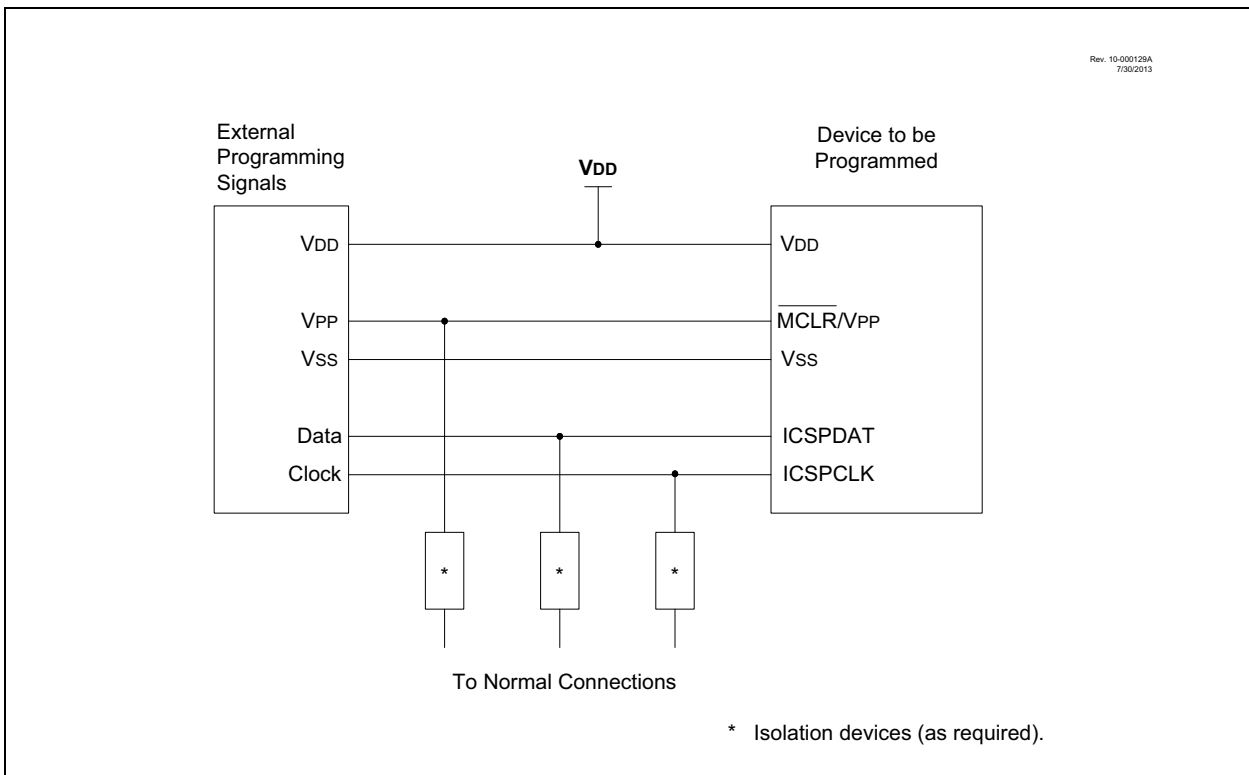 Rev. 10-000129A
7/30/2013
External
Programming
Signals
Device to be
Programmed
VDD
VDD
VDD
VPP
MCLR/VPP
VSS
VSS
Data
ICSPDAT
Clock
ICSPCLK
*
*
*
To Normal Connections
* Isolation devices (as required).